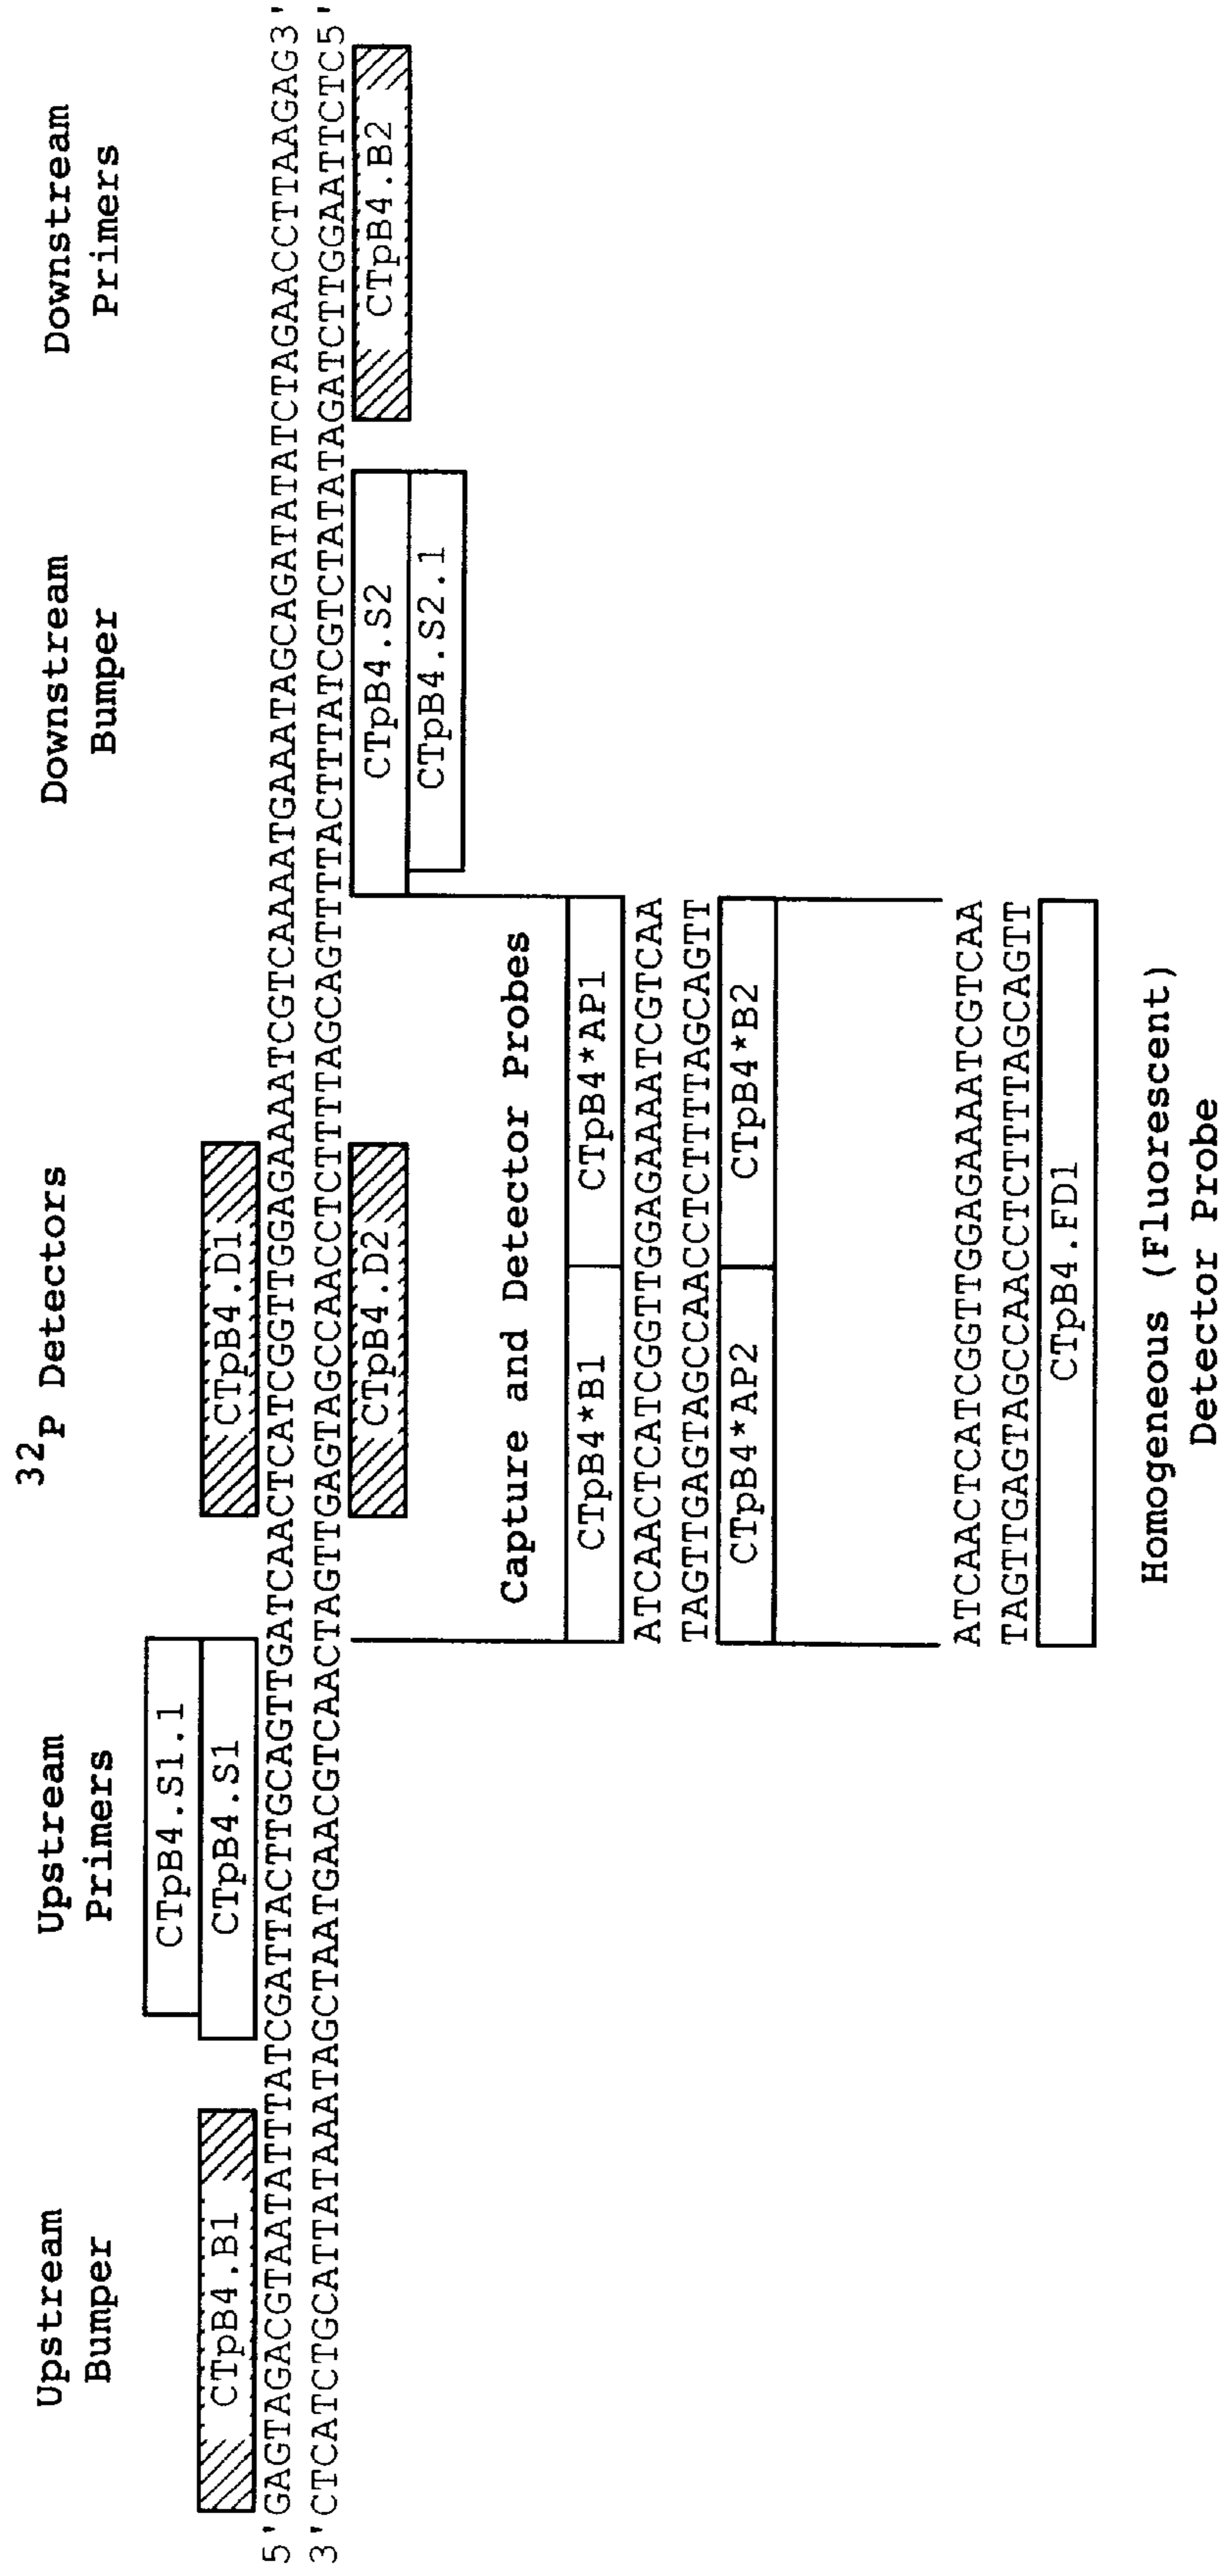 Upstream
Bumper
Upstream
Primers
32P Detectors
Downstream
Bumper
Downstream
Primers
CTpB4.S1.1
CTpB4.B1
CTpB4.S1
CTpB4.D1
5'GAGTAGACGTAATATTTATCGATTACTTGCAGTTGATCAACTCATCGGTTGGAGAAAATCGTCAAAATGAAATAGCAGATATATCTAGAACCTTAAGAG3'
3'CTCATCTGCATTATAAATAGCTAATGAACGTCAACTAGTTGAGTAGCCAACCTCTTTTAGCAGTTTTACTTTATCGTCTATATAGATCTTGGAATTCTC5'
CTpB4.D2
CTpB4.S2
CTpB4.B2
CTpB4.S2.1
Capture and Detector Probes
CTpB4*B1
CTpB4*AP1
ATCAACTCATCGGTTGGAGAAAATCGTCAA
TAGTTGAGTAGCCAACCTCTTTTAGCAGTT
CTpB4*AP2
CTpB4*B2
ATCAACTCATCGGTTGGAGAAAATCGTCAA
TAGTTGAGTAGCCAACCTCTTTTAGCAGTT
CTpB4.FD1
Homogeneous (Fluorescent)
Detector Probe